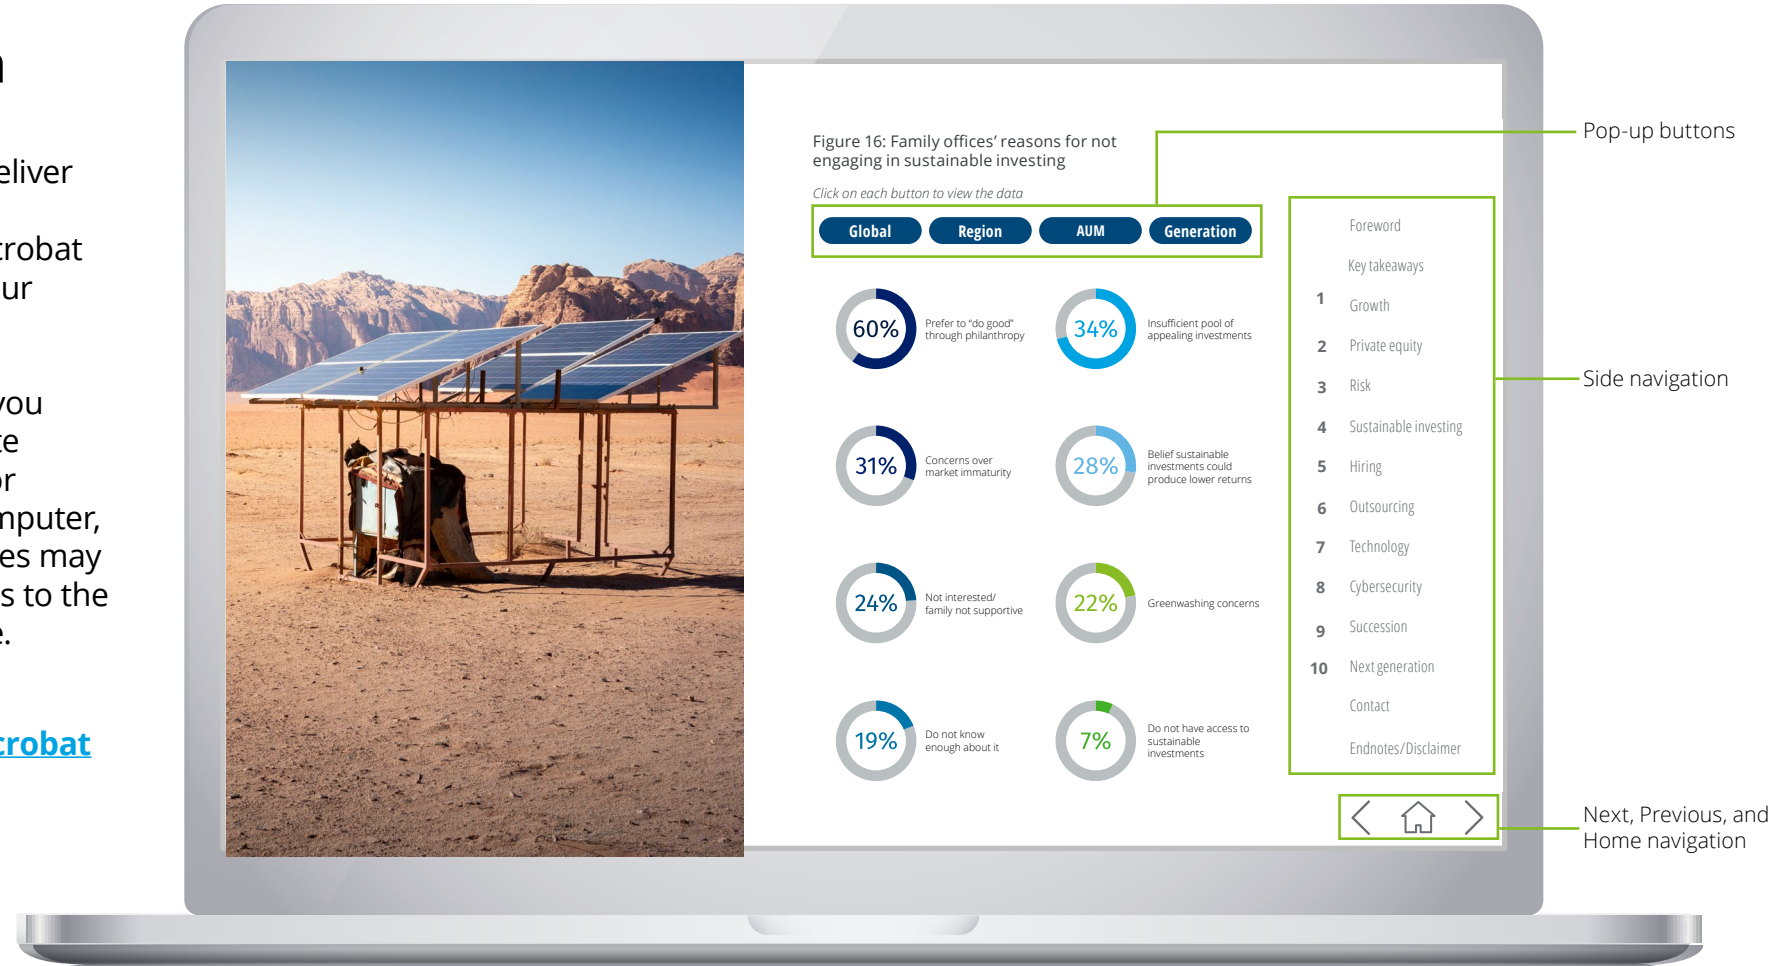 eliver
crobat
ur
you
te
or
mputer,
es may
s to the
e.
crobat
Figure 16: Family offices’ reasons for not
engaging in sustainable investing
Click on each button to view the data
Global
Region
AUM
Generation
60%
Prefer to “do good”
through philanthropy
34%
Insufficient pool of
appealing investments
31%
Concerns over
market immaturity
28%
Belief sustainable
investments could
produce lower returns
24%
Not interested/
family not supportive
22%
Greenwashing concerns
19%
Do not know
enough about it
7%
Do not have access to
sustainable
investments
Foreword
Key takeaways
1 Growth
2 Private equity
3 Risk
4 Sustainable investing
5 Hiring
6 Outsourcing
7 Technology
8 Cybersecurity
9 Succession
10 Next generation
Contact
Endnotes/Disclaimer
Pop-up buttons
Side navigation
Next, Previous, and
Home navigation